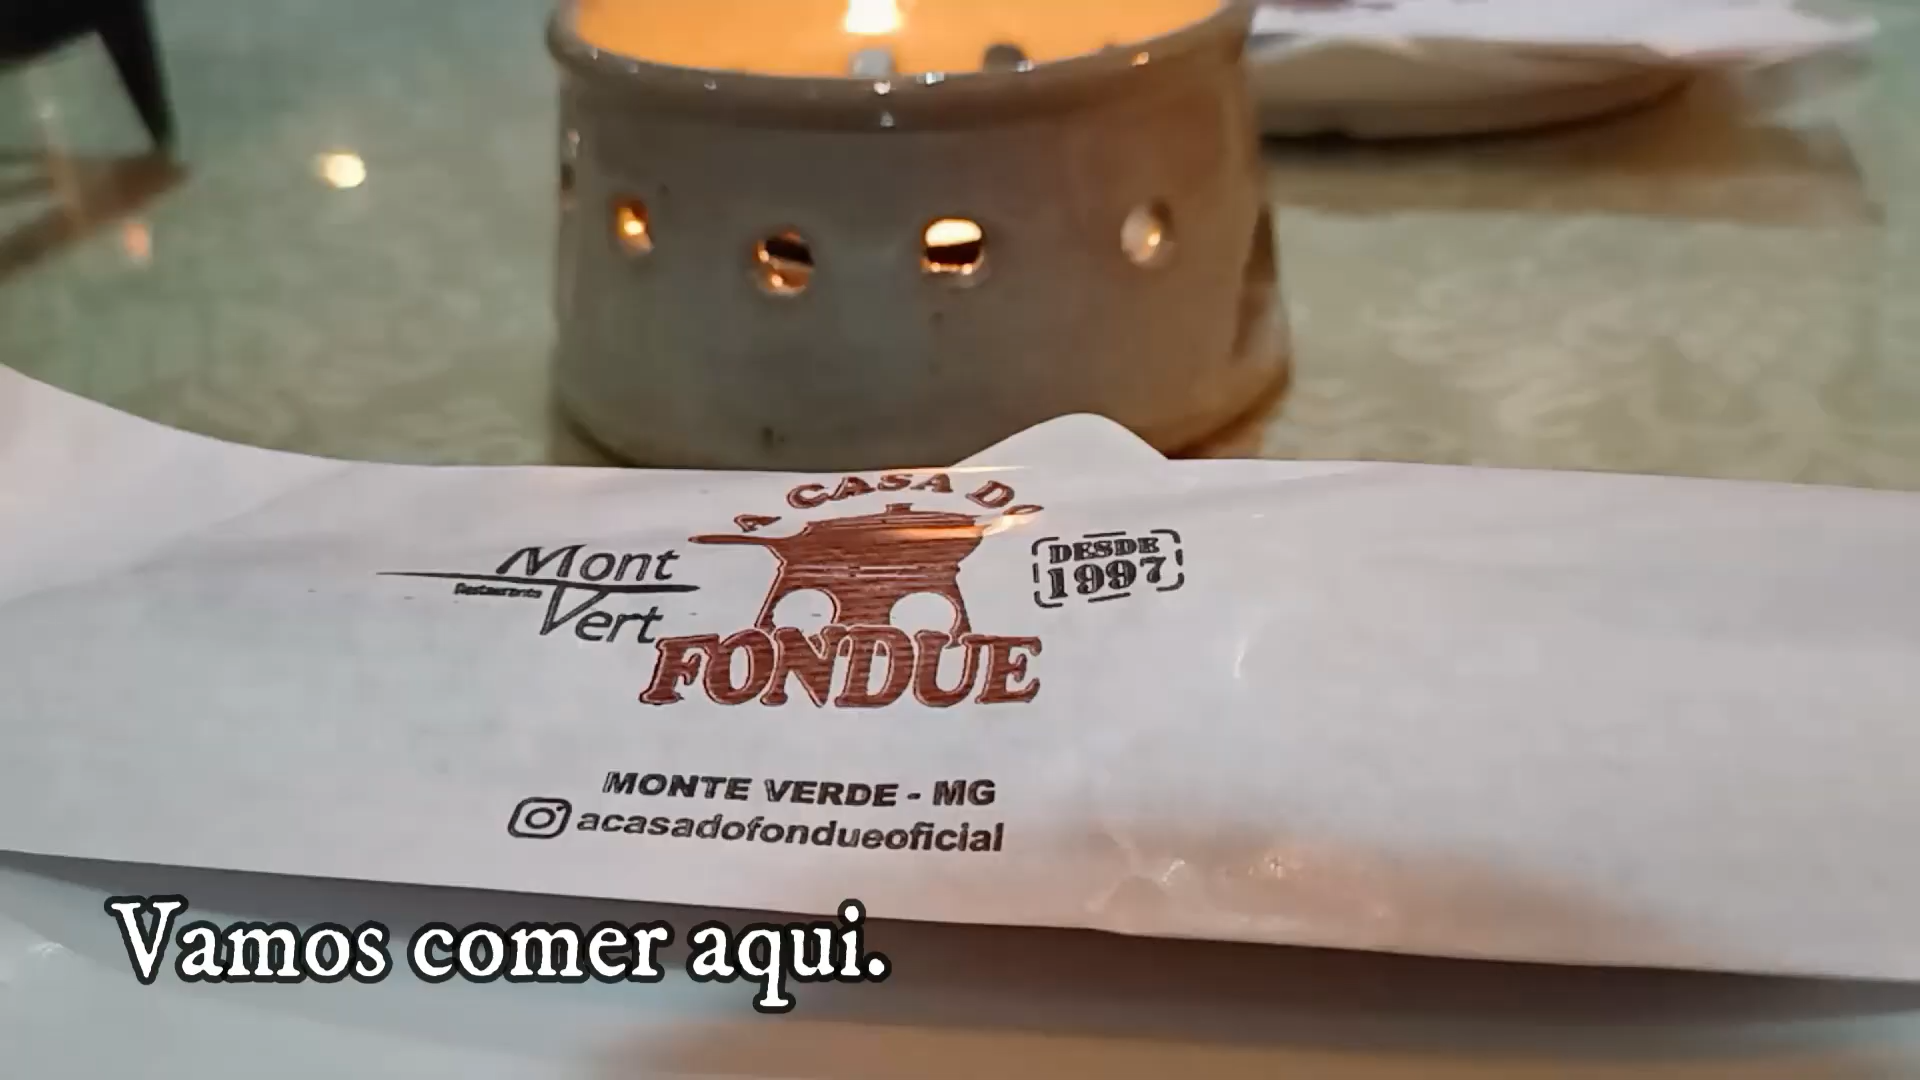 A CASA DO
Mont
Restaurante
Vert
DESDE
1997
FONDUE
MONTE VERDE - MG
acasadofondueoficial
Vamos comer aqui.